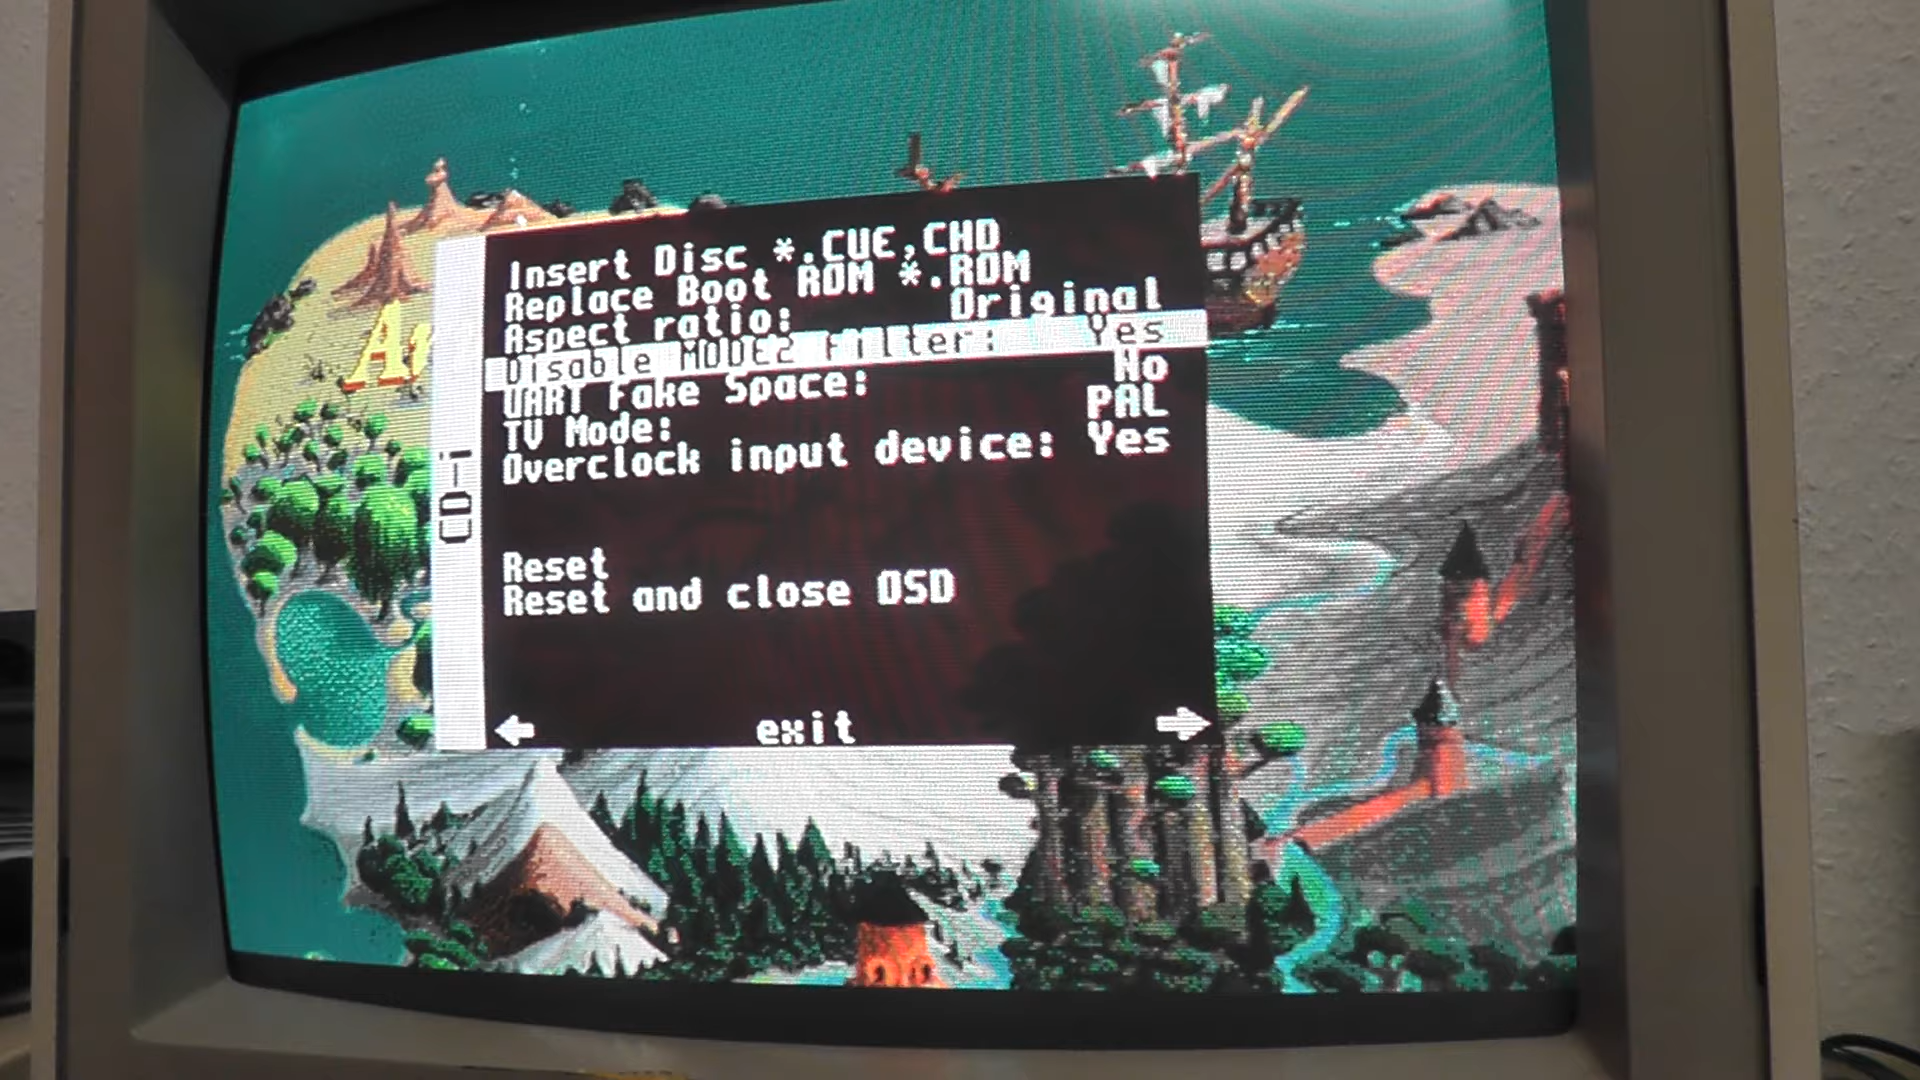 Insert Disc *.CUE,CHD
Replace Boot ROM *.ROM
Aspect ratio: Original
Disable MODE2 Filter: Yes
UART Fake Space: No
TV Mode: PAL
Overclock input device: Yes
CD-i
Reset
Reset and close OSD
exit